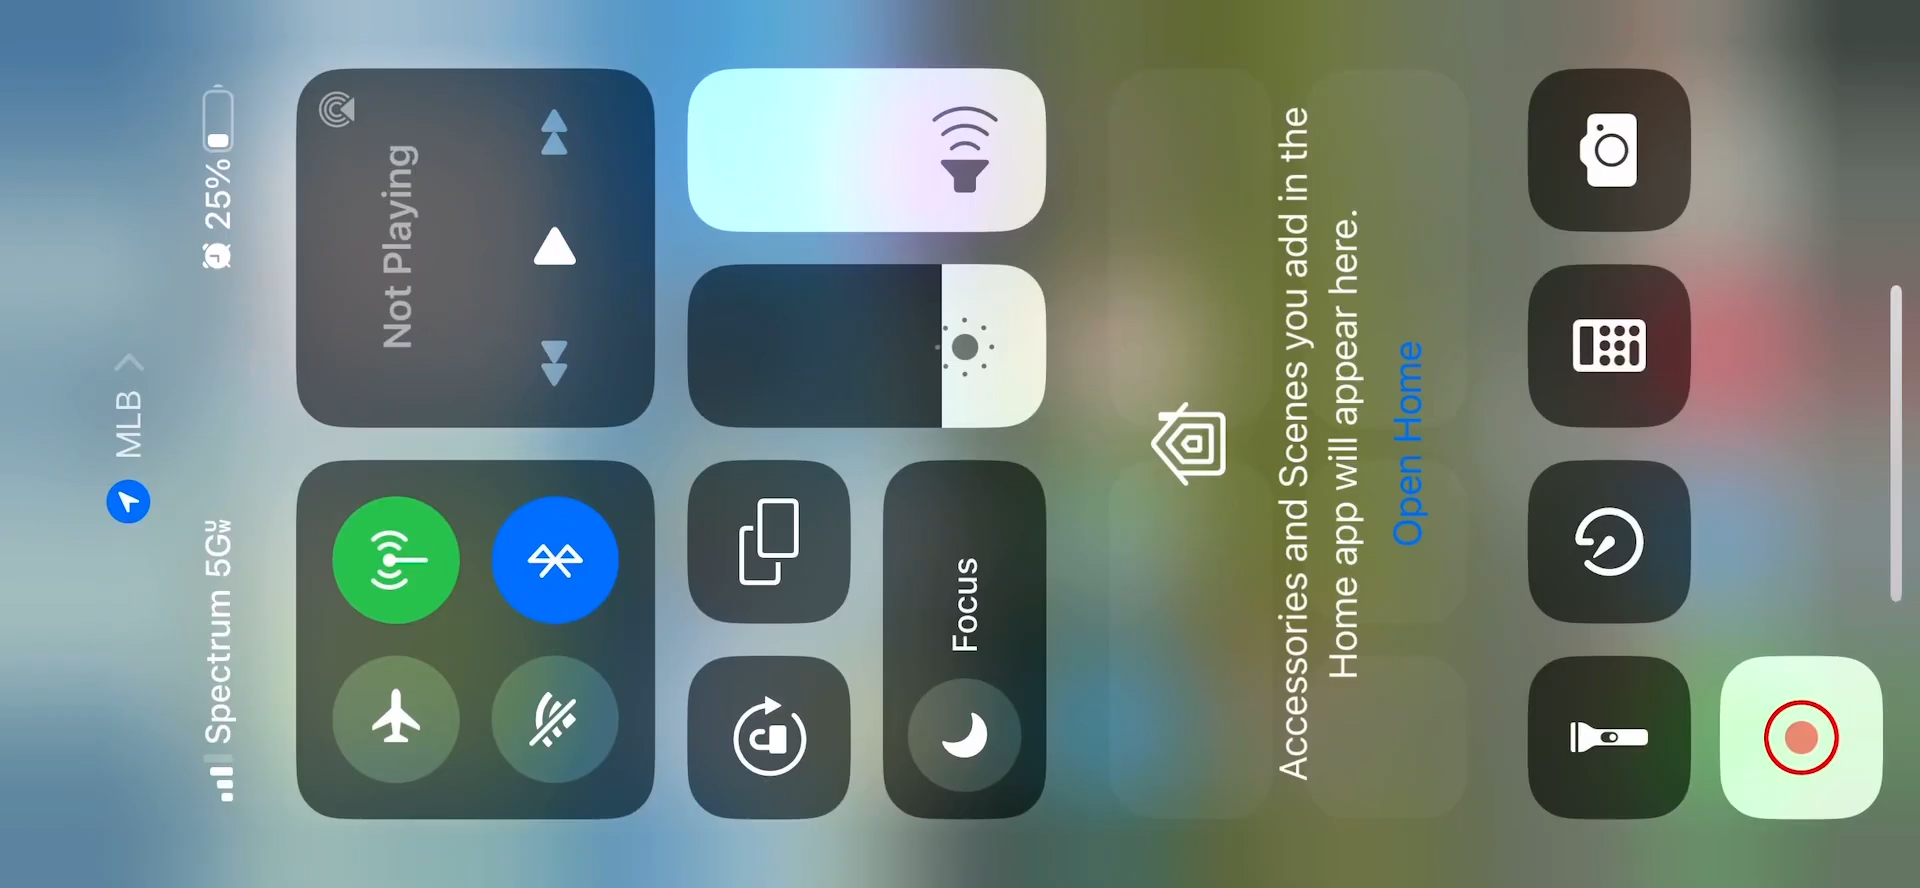 MLB
Spectrum 5GUW
25%
Not Playing
Focus
Accessories and Scenes you add in the
Home app will appear here.
Open Home